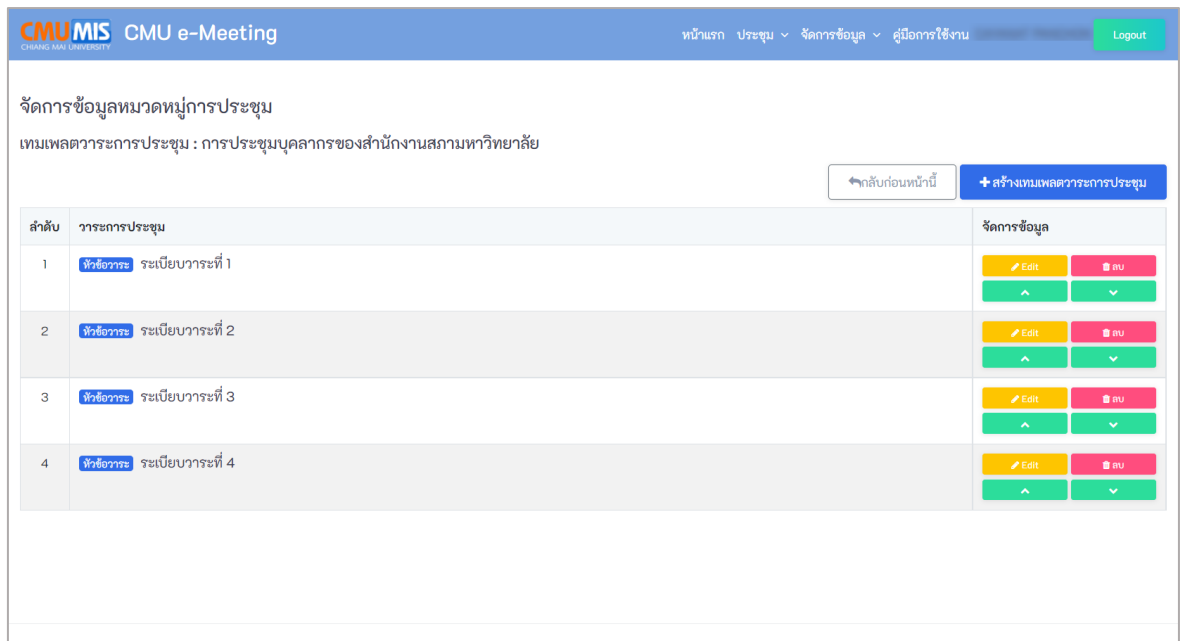 CMU MIS CMU e-Meeting หน้าแรก ประชุม จัดการข้อมูล คู่มือการใช้งาน Logout
CHIANG MAI UNIVERSITY
จัดการข้อมูลหมวดหมู่การประชุม
เทมเพลตวาระการประชุม : การประชุมบุคลากรของสำนักงานสภามหาวิทยาลัย
กลับก่อนหน้านี้ สร้างเทมเพลตวาระการประชุม
ลำดับ วาระการประชุม จัดการข้อมูล
1 หัวข้อวาระ ระเบียบวาระที่ 1 Edit ลบ
2 หัวข้อวาระ ระเบียบวาระที่ 2 Edit ลบ
3 หัวข้อวาระ ระเบียบวาระที่ 3 Edit ลบ
4 หัวข้อวาระ ระเบียบวาระที่ 4 Edit ลบ